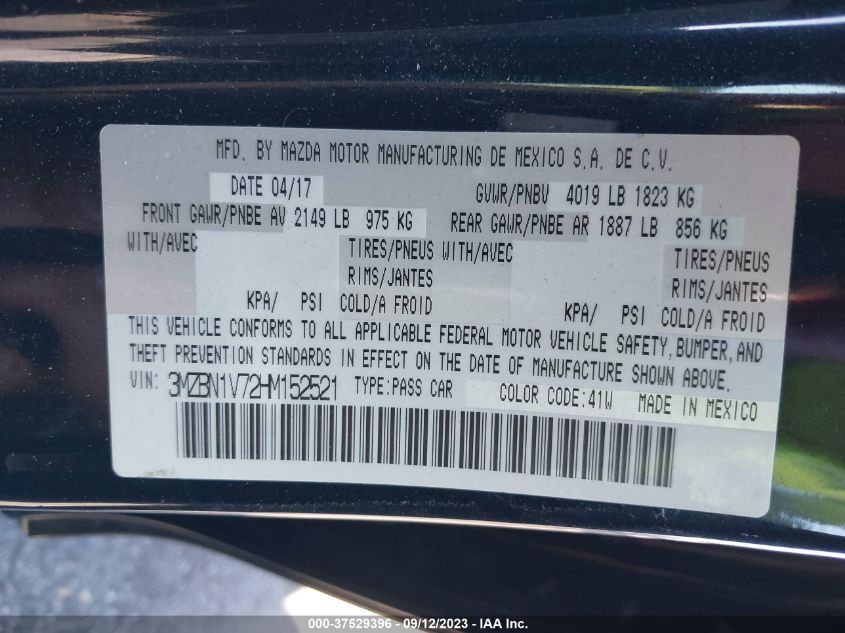 MFD. BY MAZDA MOTOR MANUFACTURING DE MEXICO S.A. DE C.V.
DATE 04/17 GVWR/PNBV 4019 LB 1823 KG
FRONT GAWR/PNBE AV 2149 LB 975 KG REAR GAWR/PNBE AR 1887 LB 856 KG
WITH/AVEC TIRES/PNEUS WITH/AVEC TIRES/PNEUS
RIMS/JANTES RIMS/JANTES
KPA/ PSI COLD/A FROID KPA/ PSI COLD/A FROID
THIS VEHICLE CONFORMS TO ALL APPLICABLE FEDERAL MOTOR VEHICLE SAFETY, BUMPER, AND
THEFT PREVENTION STANDARDS IN EFFECT ON THE DATE OF MANUFACTURE SHOWN ABOVE.
VIN: 3MZBN1V72HM152521 TYPE:PASS CAR COLOR CODE:41W MADE IN MEXICO
000-37529396 - 09/12/2023 - IAA Inc.